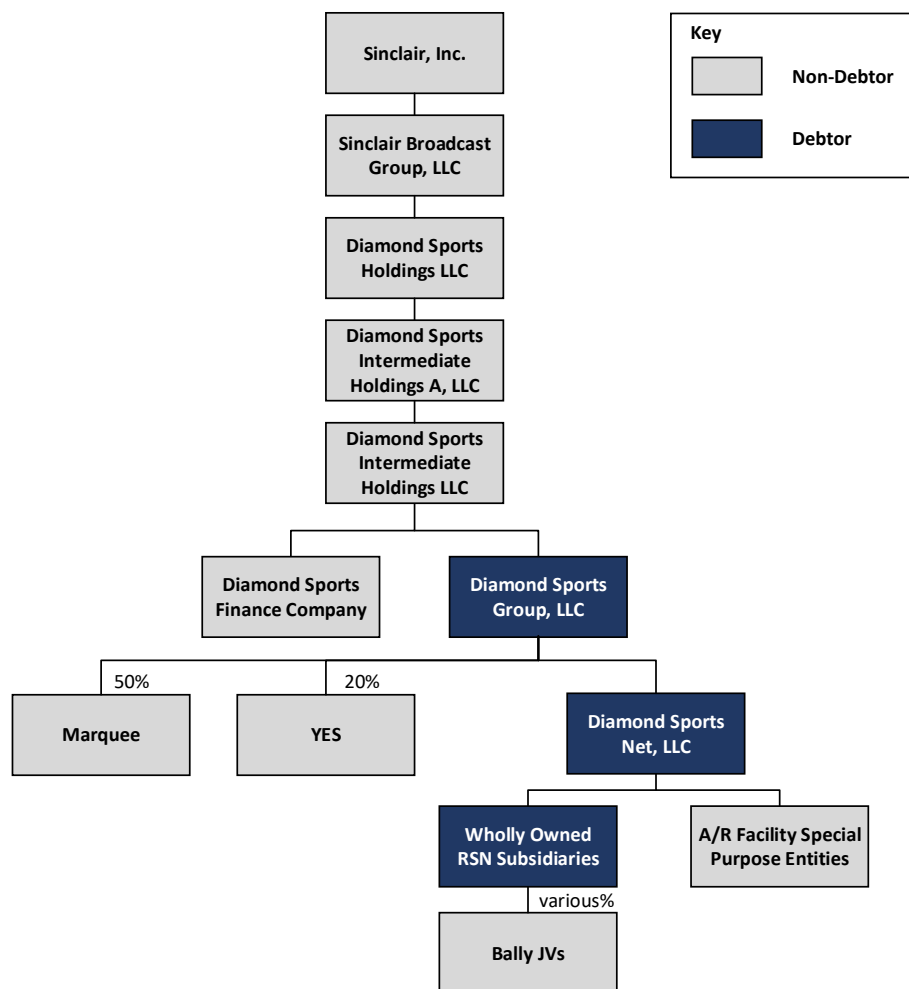 Sinclair, Inc.
Key
Non-Debtor
Debtor
Sinclair Broadcast
Group, LLC
Diamond Sports
Holdings LLC
Diamond Sports
Intermediate
Holdings A, LLC
Diamond Sports
Intermediate
Holdings LLC
Diamond Sports
Finance Company
Diamond Sports
Group, LLC
50%
20%
Marquee
YES
Diamond Sports
Net, LLC
Wholly Owned
RSN Subsidiaries
A/R Facility Special
Purpose Entities
various%
Bally JVs